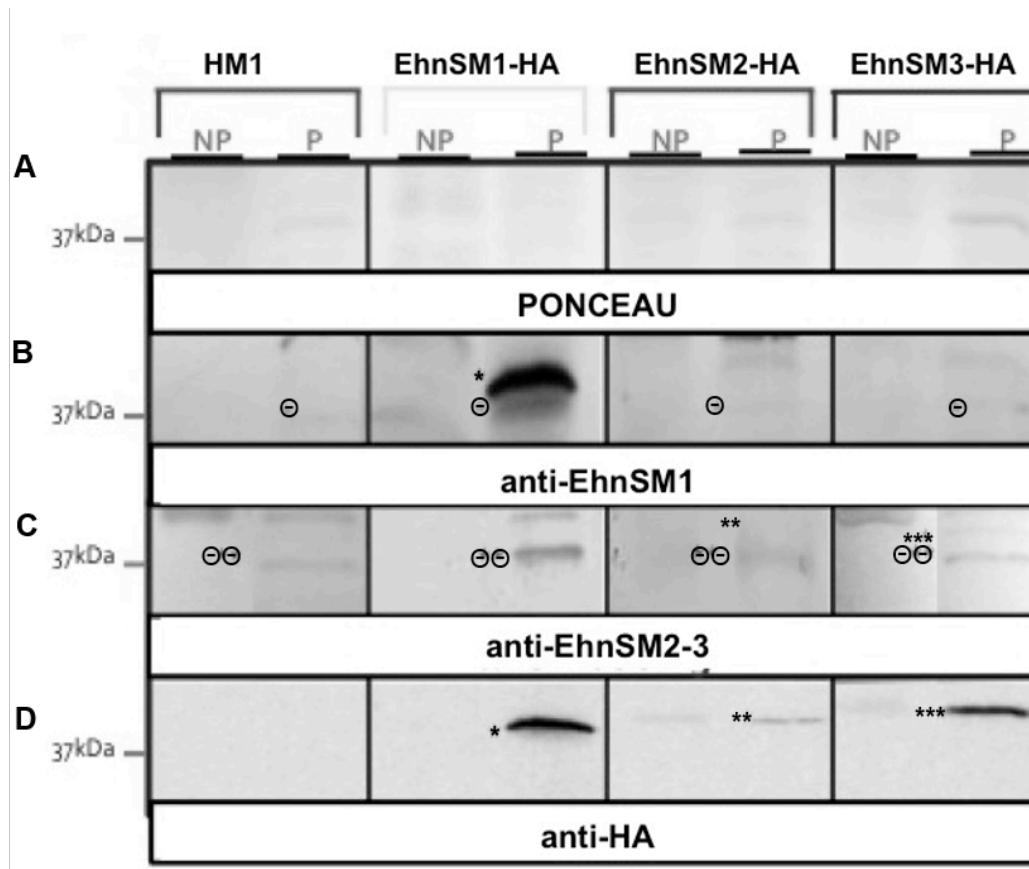 HM1 EhnSM1-HA EhnSM2-HA EhnSM3-HA
NP P NP P NP P NP P
A
37kDa
PONCEAU
B
*
37kDa ⊖ ⊖ ⊖ ⊖
anti-EhnSM1
C
** ***
37kDa ⊖⊖ ⊖⊖ ⊖⊖ ⊖⊖
anti-EhnSM2-3
D
* ** ***
37kDa
anti-HA